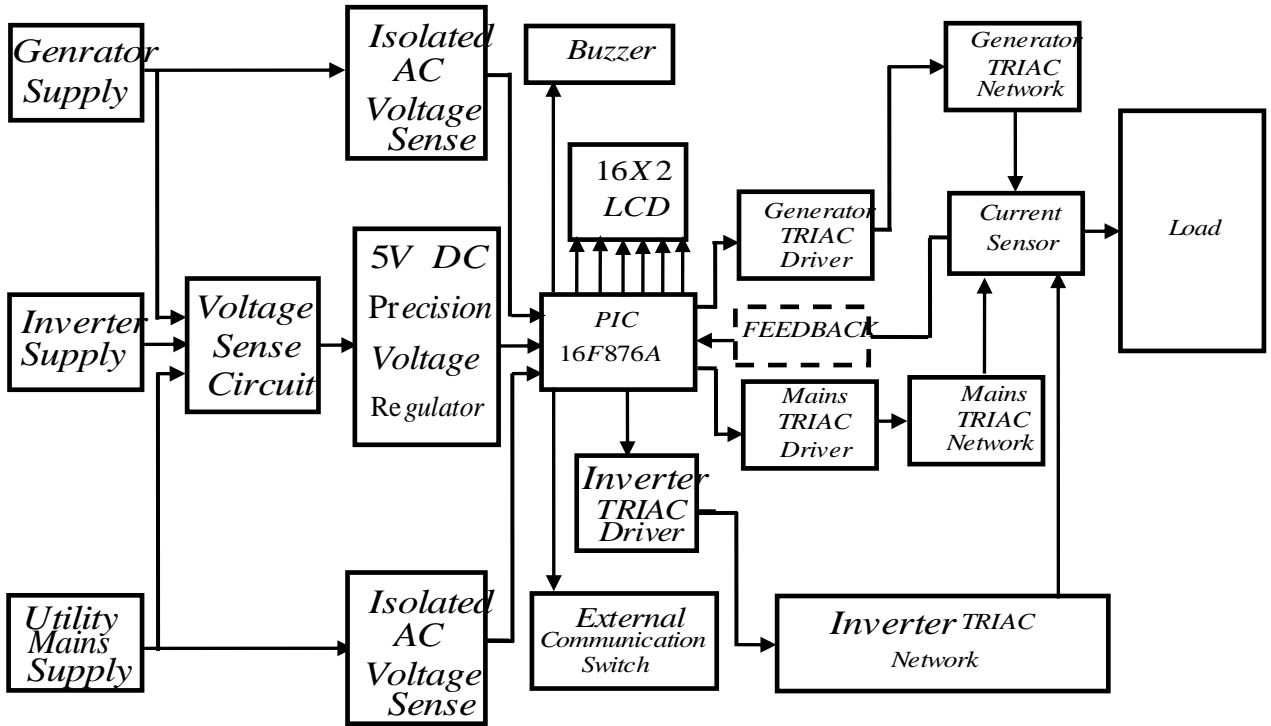 Genrator
Supply
Isolated
AC
Voltage
Sense
Buzzer
Generator
TRIAC
Network
16X2
LCD
Generator
TRIAC
Driver
Current
Sensor
Load
Inverter
Supply
Voltage
Sense
Circuit
5V DC
Precision
Voltage
Regulator
PIC
16F876A
FEEDBACK
Mains
TRIAC
Driver
Mains
TRIAC
Network
Inverter
TRIAC
Driver
Utility
Mains
Supply
Isolated
AC
Voltage
Sense
External
Communication
Switch
Inverter TRIAC
Network